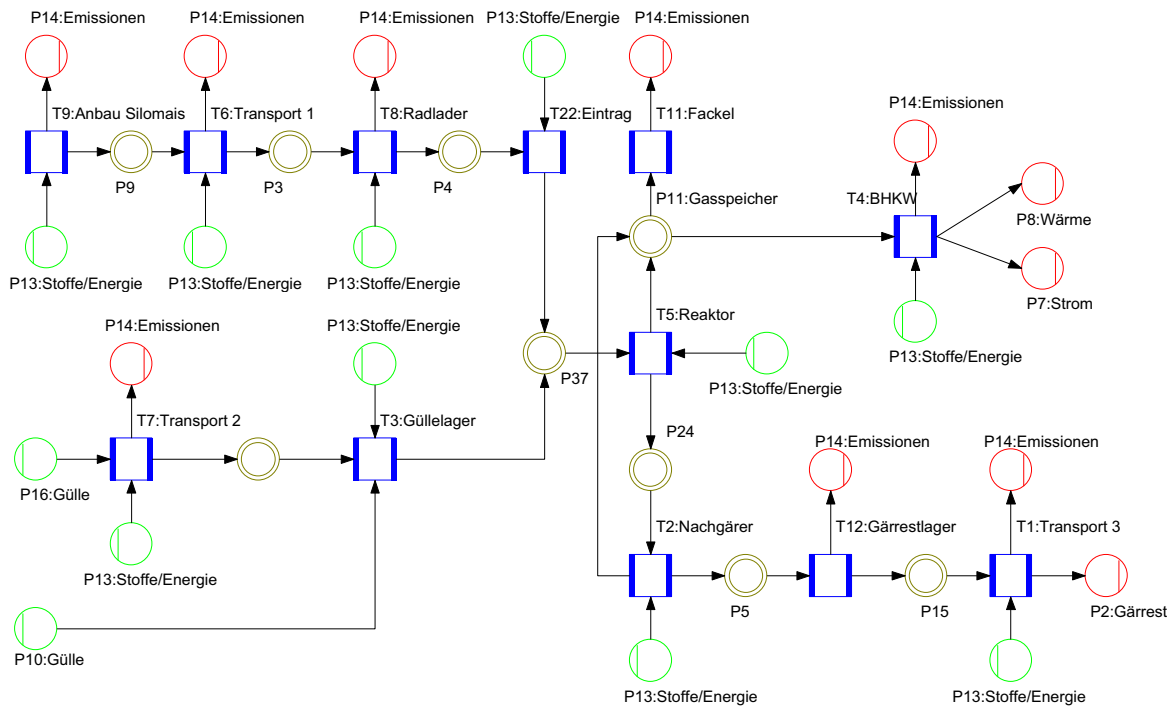 P14:Emissionen
P14:Emissionen
P14:Emissionen
P13:Stoffe/Energie
P14:Emissionen
T9:Anbau Silomais
T6:Transport 1
T8:Radlader
T22:Eintrag
T11:Fackel
P14:Emissionen
P9
P3
P4
P11:Gasspeicher
T4:BHKW
P8:Wärme
P13:Stoffe/Energie
P13:Stoffe/Energie
P13:Stoffe/Energie
P7:Strom
P14:Emissionen
P13:Stoffe/Energie
T5:Reaktor
P13:Stoffe/Energie
P37
P13:Stoffe/Energie
T7:Transport 2
T3:Güllelager
P24
P14:Emissionen
P14:Emissionen
P16:Gülle
T2:Nachgärer
T12:Gärrestlager
T1:Transport 3
P13:Stoffe/Energie
P5
P15
P2:Gärrest
P10:Gülle
P13:Stoffe/Energie
P13:Stoffe/Energie